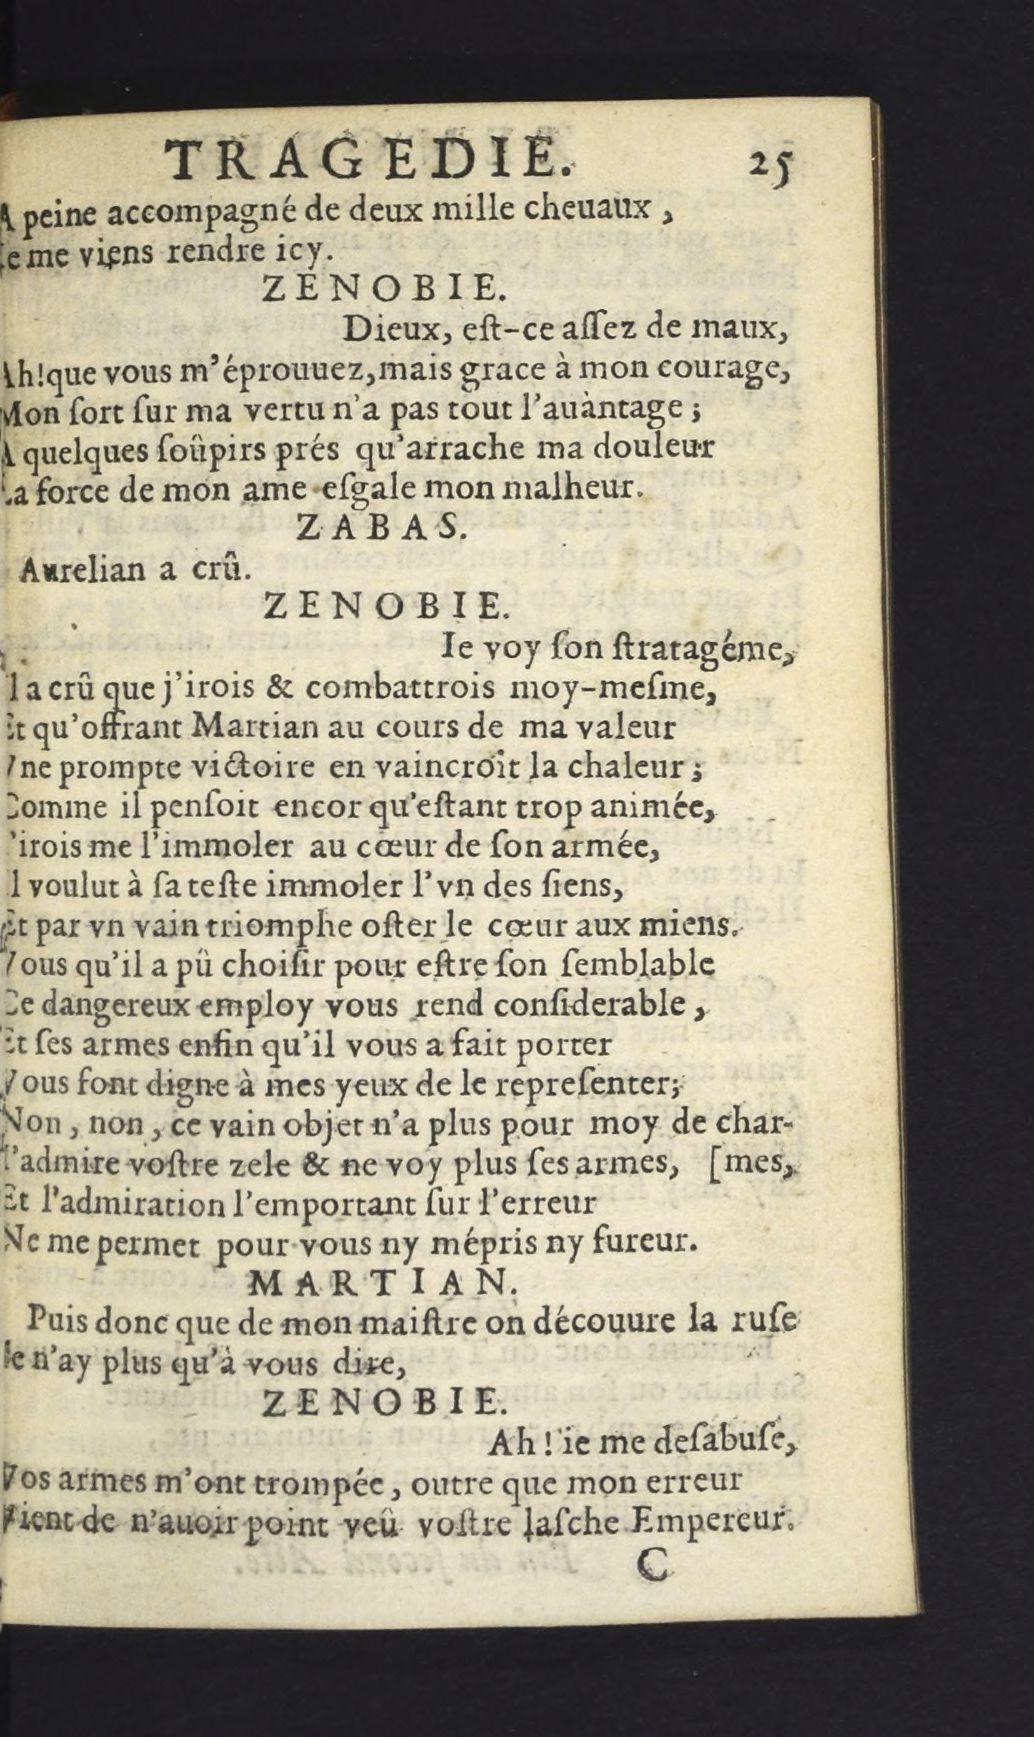 TRAGEDIE. 25
A peine accompagné de deux mille cheuaux,
Ie me viens rendre icy.
ZENOBIE.
Dieux, eſt-ce aſſez de maux,
Ah!que vous m'éprouuez,mais grace à mon courage,
Mon ſort ſur ma vertu n'a pas tout l'auàntage;
A quelques ſoûpirs prés qu'arrache ma douleur
La force de mon ame eſgale mon malheur.
ZABAS.
Aurelian a crû.
ZENOBIE.
Ie voy ſon ſtratagéme,
Il a crû que j'irois & combattrois moy-meſme,
Et qu'offrant Martian au cours de ma valeur
Vne prompte victoire en vaincroît la chaleur;
Comme il penſoit encor qu'eſtant trop animée,
I'irois me l'immoler au cœur de ſon armée,
Il voulut à ſa teſte immoler l'vn des ſiens,
Et par vn vain triomphe oſter le cœur aux miens.
Vous qu'il a pû choiſir pour eſtre ſon ſemblable
Ce dangereux employ vous rend conſiderable,
Et ſes armes enfin qu'il vous a fait porter
Vous font digne à mes yeux de le repreſenter;
Non, non, ce vain objet n'a plus pour moy de char-
I'admire voſtre zele & ne voy plus ſes armes, [mes,
Et l'admiration l'emportant ſur l'erreur
Ne me permet pour vous ny mépris ny fureur.
MARTIAN.
Puis donc que de mon maiſtre on découure la ruſe
Ie n'ay plus qu'à vous dire,
ZENOBIE.
Ah! ie me deſabuſe,
Vos armes m'ont trompée, outre que mon erreur
Vient de n'auoir point veû voſtre laſche Empereur.
C